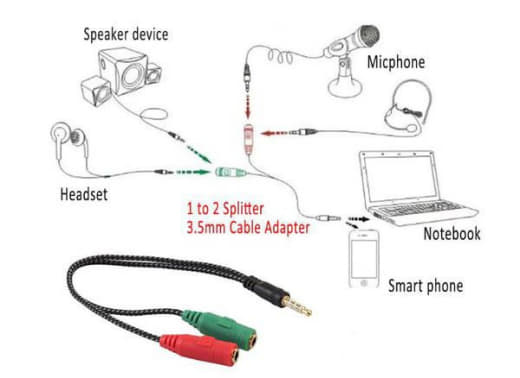 Speaker device
Micphone
Headset
1 to 2 Splitter
3.5mm Cable Adapter
Notebook
Smart phone